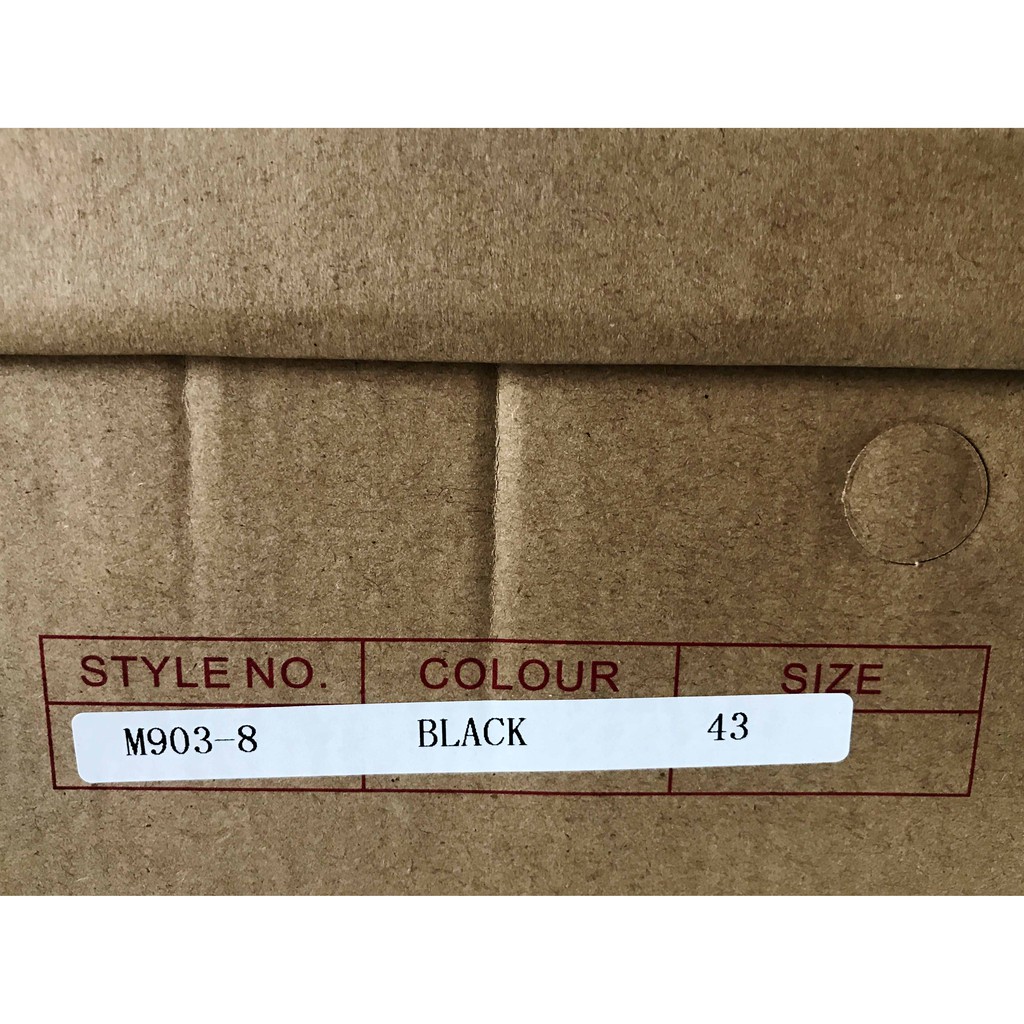 STYLE NO. COLOUR SIZE
M903-8 BLACK 43